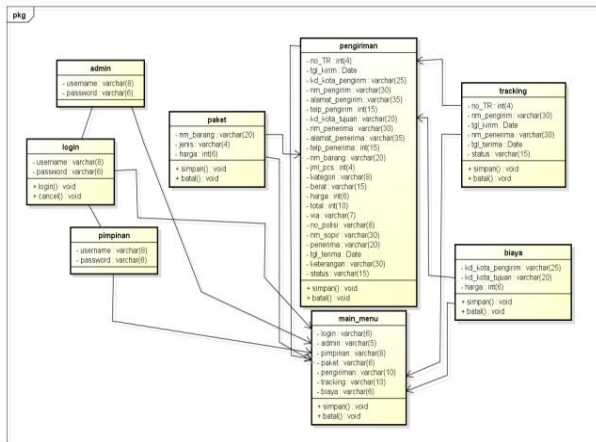 pkg
admin
- username : varchar(8)
- password : varchar(6)
login
- username : varchar(8)
- password : varchar(6)
+ login() : void
+ cancel() : void
pimpinan
- username : varchar(8)
- password : varchar(6)
paket
- nm_barang : varchar(20)
- jenis : varchar(4)
- harga : int(6)
+ simpan() : void
+ batal() : void
pengiriman
- no_TR : int(4)
- tgl_kirim : Date
- kd_kota_pengirim : varchar(25)
- nm_pengirim : varchar(30)
- alamat_pengirim : varchar(35)
- telp_pengirim : int(15)
- kd_kota_tujuan : varchar(20)
- nm_penerima : varchar(30)
- alamat_penerima : varchar(35)
- telp_penerima : int(15)
- nm_barang : varchar(20)
- jml_pcs : int(4)
- kategori : varchar(8)
- berat : varchar(15)
- harga : int(6)
- total : int(10)
- via : varchar(7)
- no_polisi : varchar(8)
- nm_sopir : varchar(30)
- penerima : varchar(20)
- tgl_terima : Date
- keterangan : varchar(30)
- status : varchar(15)
+ simpan() : void
+ batal() : void
main_menu
- login : varchar(6)
- admin : varchar(5)
- pimpinan : varchar(8)
- paket : varchar(6)
- pengiriman : varchar(10)
- tracking : varchar(10)
- biaya : varchar(6)
+ simpan() : void
+ batal() : void
tracking
- no_TR : int(4)
- nm_pengirim : varchar(30)
- tgl_kirim : Date
- nm_penerima : varchar(30)
- tgl_terima : Date
- status : varchar(15)
+ simpan() : void
+ batal() : void
biaya
- kd_kota_pengirim : varchar(25)
- kd_kota_tujuan : varchar(20)
- harga : int(6)
+ simpan() : void
+ batal() : void